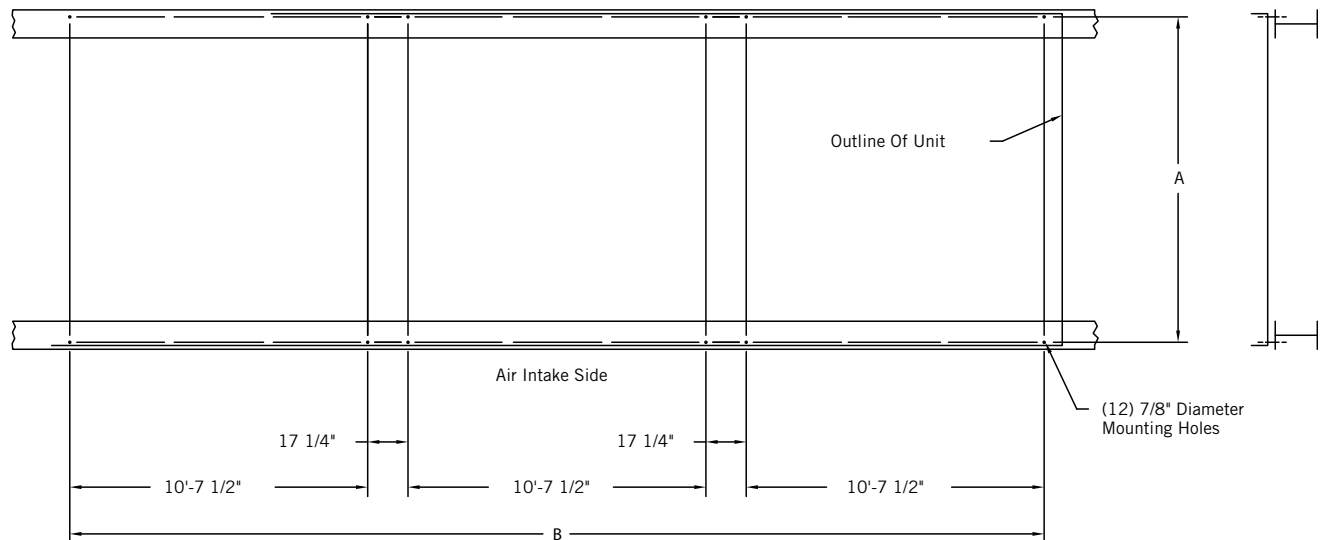 Outline Of Unit
A
Air Intake Side
(12) 7/8" Diameter
Mounting Holes
17 1/4" 17 1/4"
10'-7 1/2" 10'-7 1/2" 10'-7 1/2"
B